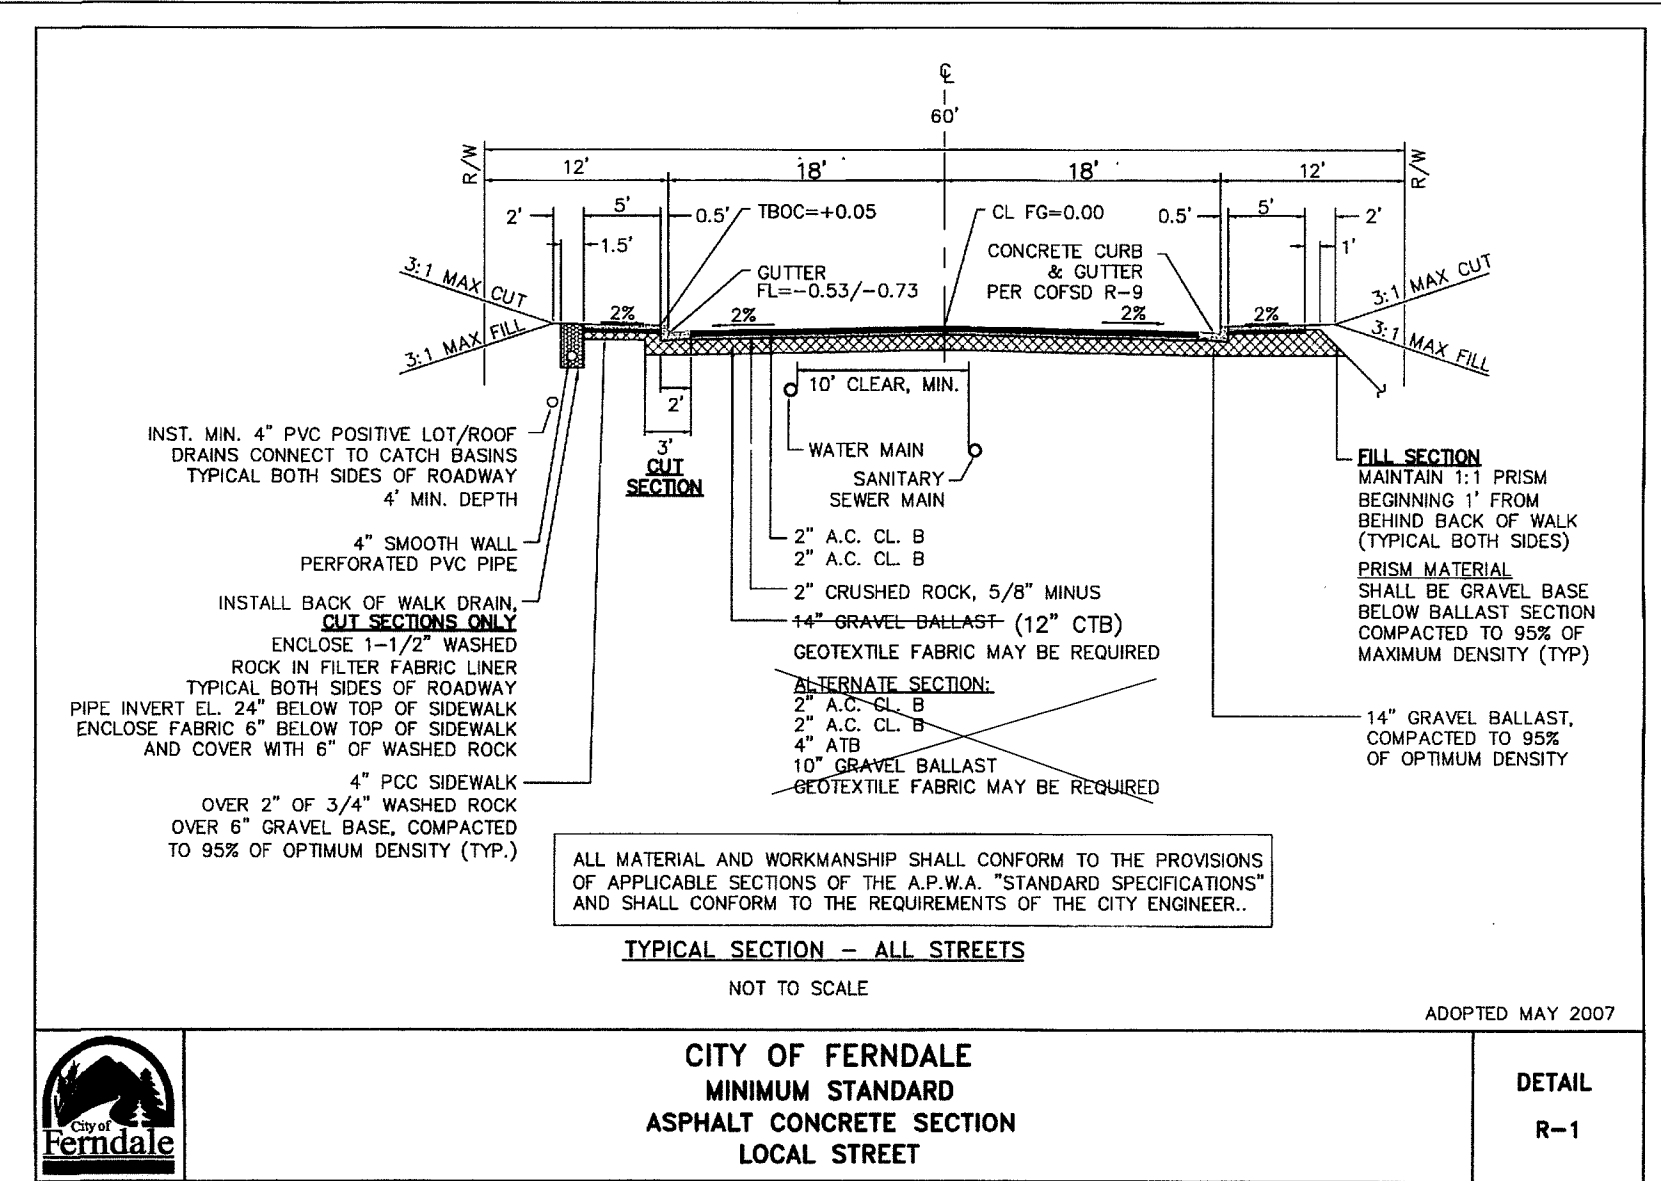 ℄
60'
R/W
12'
18'
18'
12'
R/W
2'
5'
0.5'
TBOC=+0.05
CL FG=0.00
0.5'
5'
2'
1.5'
1'
CONCRETE CURB
& GUTTER
PER COFSD R-9
GUTTER
FL=-0.53/-0.73
3:1 MAX CUT
3:1 MAX FILL
2%
2%
2%
2%
3:1 MAX CUT
3:1 MAX FILL
10' CLEAR, MIN.
2'
3'
CUT
SECTION
WATER MAIN
SANITARY
SEWER MAIN
INST. MIN. 4" PVC POSITIVE LOT/ROOF
DRAINS CONNECT TO CATCH BASINS
TYPICAL BOTH SIDES OF ROADWAY
4' MIN. DEPTH
4" SMOOTH WALL
PERFORATED PVC PIPE
INSTALL BACK OF WALK DRAIN,
CUT SECTIONS ONLY
ENCLOSE 1-1/2" WASHED
ROCK IN FILTER FABRIC LINER
TYPICAL BOTH SIDES OF ROADWAY
PIPE INVERT EL. 24" BELOW TOP OF SIDEWALK
ENCLOSE FABRIC 6" BELOW TOP OF SIDEWALK
AND COVER WITH 6" OF WASHED ROCK
4" PCC SIDEWALK
OVER 2" OF 3/4" WASHED ROCK
OVER 6" GRAVEL BASE, COMPACTED
TO 95% OF OPTIMUM DENSITY (TYP.)
2" A.C. CL. B
2" A.C. CL. B
2" CRUSHED ROCK, 5/8" MINUS
14" GRAVEL BALLAST (12" CTB)
GEOTEXTILE FABRIC MAY BE REQUIRED
ALTERNATE SECTION:
2" A.C. CL. B
2" A.C. CL. B
4" ATB
10" GRAVEL BALLAST
GEOTEXTILE FABRIC MAY BE REQUIRED
FILL SECTION
MAINTAIN 1:1 PRISM
BEGINNING 1' FROM
BEHIND BACK OF WALK
(TYPICAL BOTH SIDES)
PRISM MATERIAL
SHALL BE GRAVEL BASE
BELOW BALLAST SECTION
COMPACTED TO 95% OF
MAXIMUM DENSITY (TYP)
14" GRAVEL BALLAST,
COMPACTED TO 95%
OF OPTIMUM DENSITY
ALL MATERIAL AND WORKMANSHIP SHALL CONFORM TO THE PROVISIONS
OF APPLICABLE SECTIONS OF THE A.P.W.A. "STANDARD SPECIFICATIONS"
AND SHALL CONFORM TO THE REQUIREMENTS OF THE CITY ENGINEER..
TYPICAL SECTION - ALL STREETS
NOT TO SCALE
ADOPTED MAY 2007
City of
Ferndale
CITY OF FERNDALE
MINIMUM STANDARD
ASPHALT CONCRETE SECTION
LOCAL STREET
DETAIL
R-1